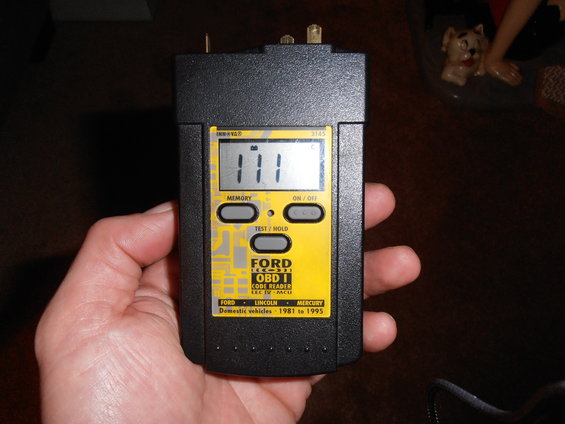 INNOVA® 3145
C
111
MEMORY ON / OFF
TEST / HOLD
FORD
OBD I
CODE READER
EEC IV - MCU
FORD • LINCOLN • MERCURY
Domestic vehicles - 1981 to 1995